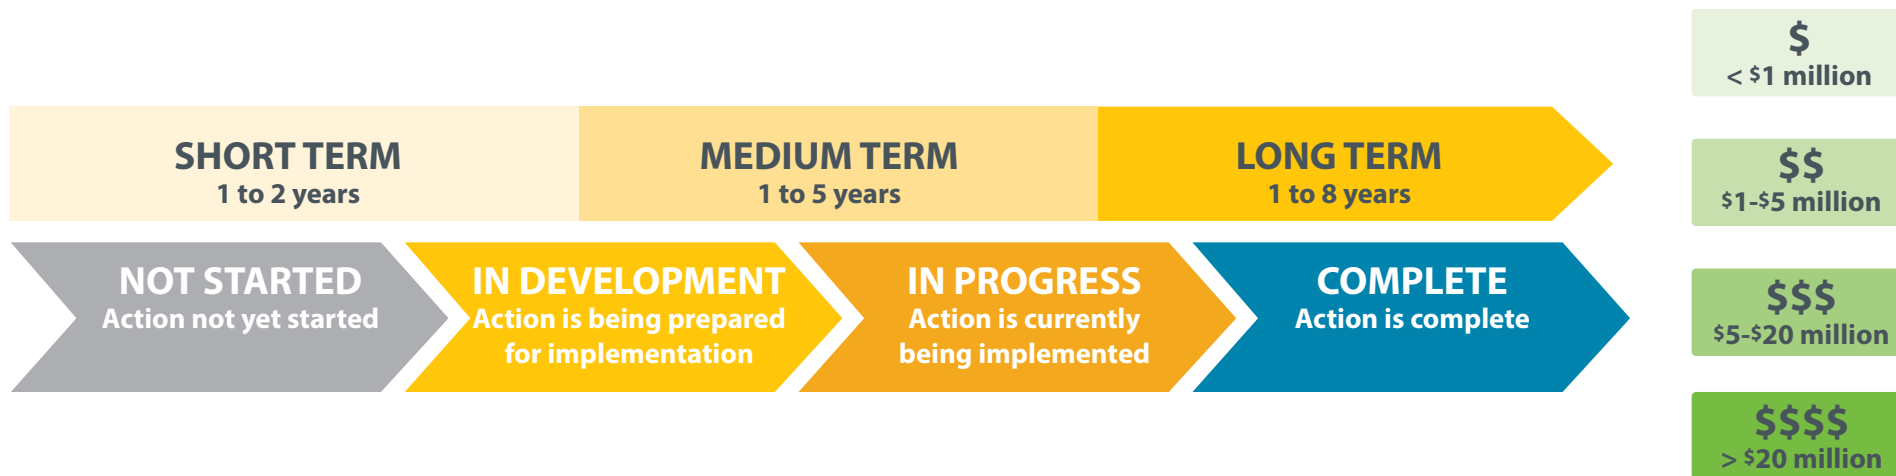 SHORT TERM
1 to 2 years
MEDIUM TERM
1 to 5 years
LONG TERM
1 to 8 years
NOT STARTED
Action not yet started
IN DEVELOPMENT
Action is being prepared
for implementation
IN PROGRESS
Action is currently
being implemented
COMPLETE
Action is complete
$
< $1 million
$$
$1-$5 million
$$$
$5-$20 million
$$$$
> $20 million